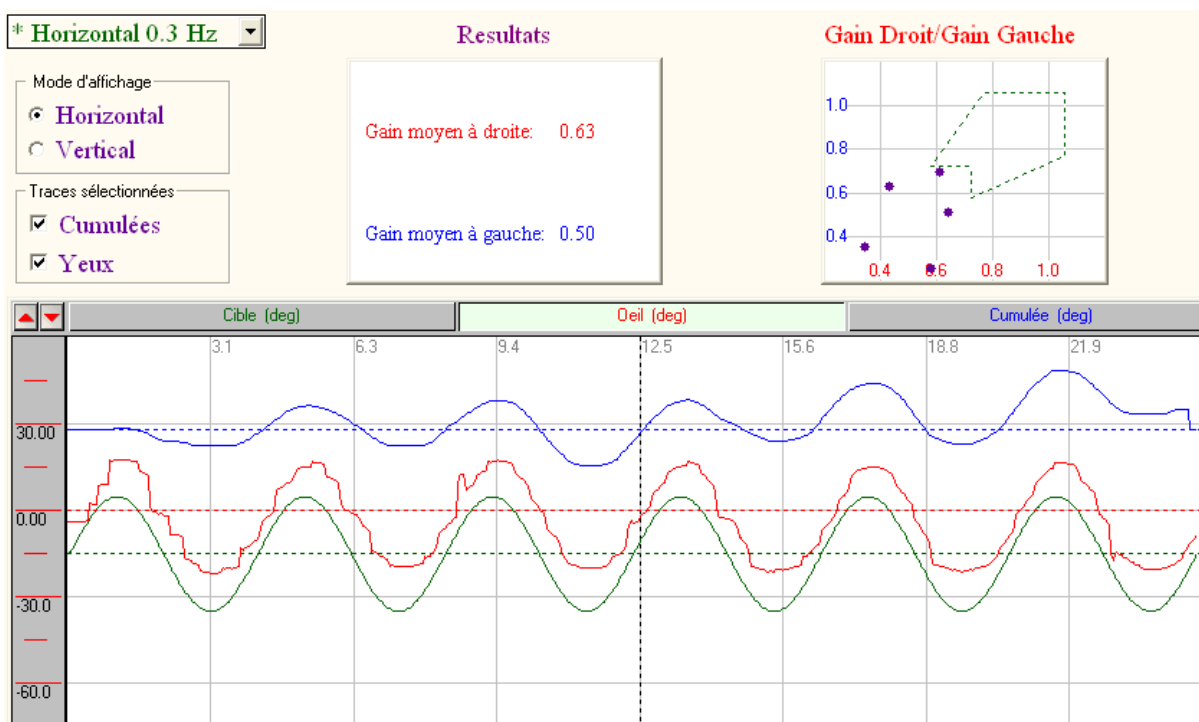 * Horizontal 0.3 Hz
Mode d'affichage
Horizontal
Vertical
Traces sélectionnées
Cumulées
Yeux
Resultats
Gain moyen à droite: 0.63
Gain moyen à gauche: 0.50
Gain Droit/Gain Gauche
1.0
0.8
0.6
0.4
0.4 0.6 0.8 1.0
Cible (deg) Oeil (deg) Cumulée (deg)
3.1 6.3 9.4 12.5 15.6 18.8 21.9
30.00
0.00
-30.0
-60.0